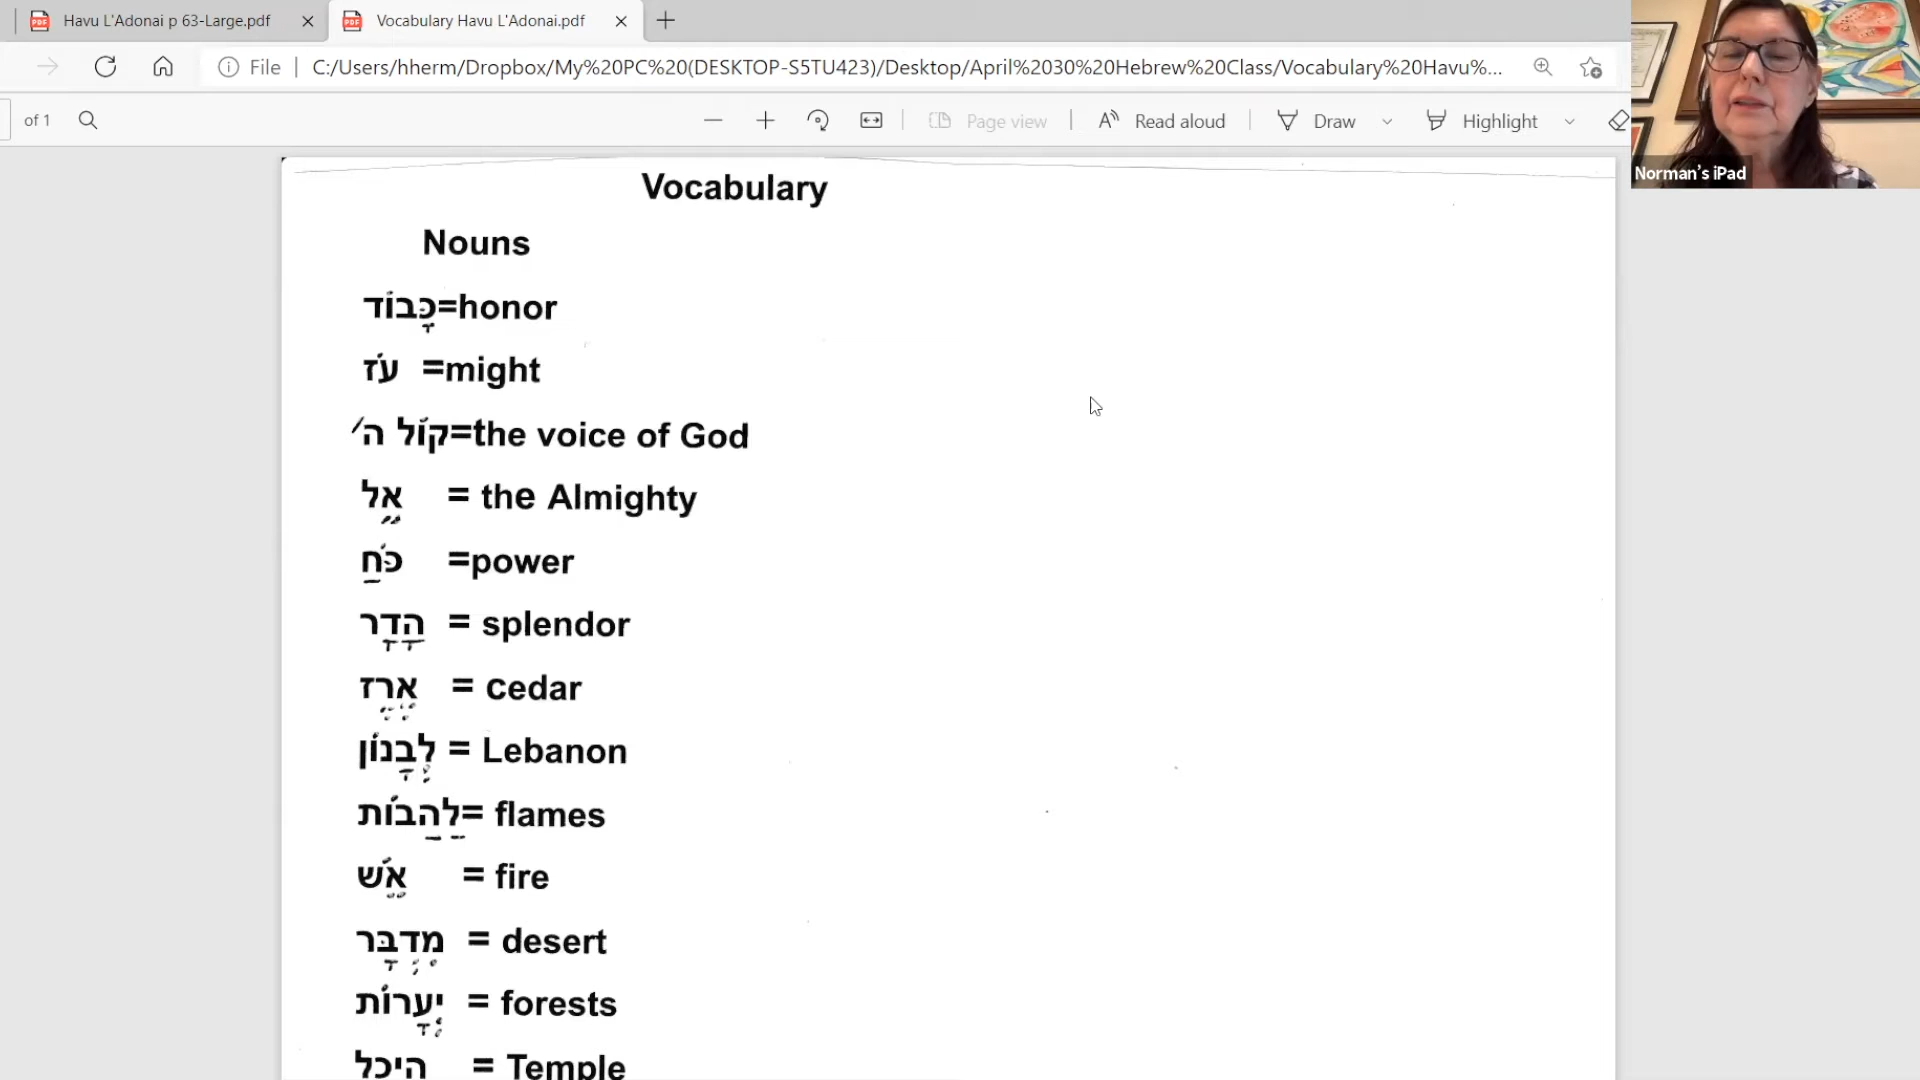 Havu L'Adonai p 63-Large.pdf
Vocabulary Havu L'Adonai.pdf
File
C:/Users/hherm/Dropbox/My%20PC%20(DESKTOP-S5TU423)/Desktop/April%2030%20Hebrew%20Class/Vocabulary%20Havu%...
of 1
Page view
Read aloud
Draw
Highlight
Norman's iPad
Vocabulary
Nouns
כָּבוֹד=honor
עֹז =might
קוֹל ה׳=the voice of God
אֵל = the Almighty
כֹּחַ =power
הָדָר = splendor
אֶרֶז = cedar
לְבָנוֹן = Lebanon
לַהַבוֹת= flames
אֵשׁ = fire
מִדְבָּר = desert
יְעָרוֹת = forests
היכל = Temple